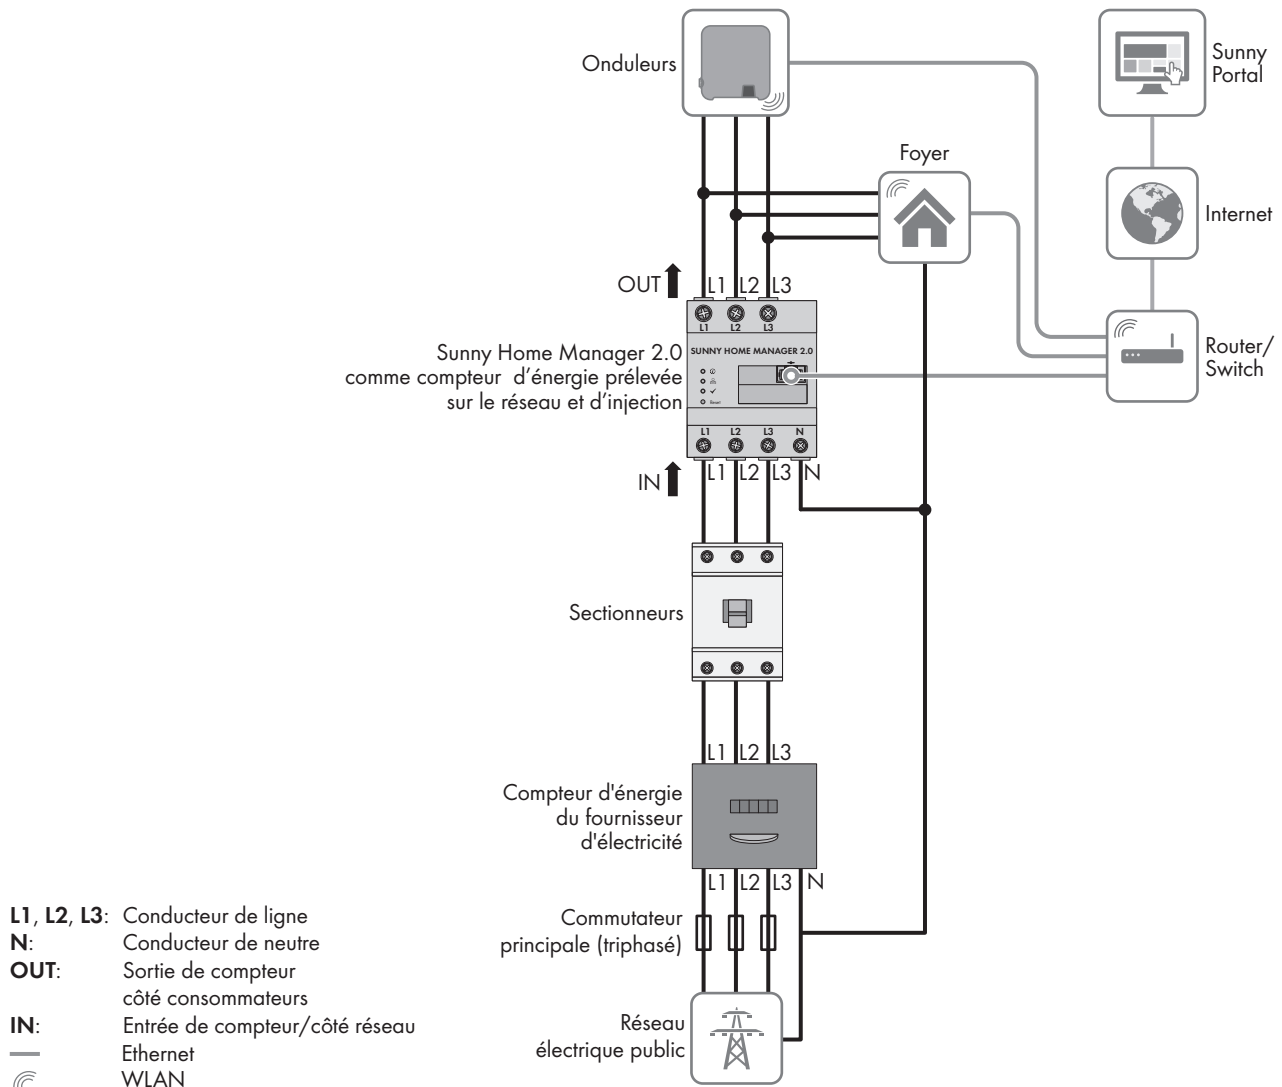 Onduleurs
Sunny
Portal
Foyer
Internet
OUT
L1 L2 L3
L1 L2 L3
Sunny Home Manager 2.0
comme compteur d’énergie prélevée
sur le réseau et d’injection
SUNNY HOME MANAGER 2.0
Reset
Router/
Switch
L1 L2 L3 N
IN
L1 L2 L3 N
Sectionneurs
L1 L2 L3
Compteur d'énergie
du fournisseur
d'électricité
L1 L2 L3 N
Commutateur
principale (triphasé)
Réseau
électrique public
L1, L2, L3: Conducteur de ligne
N: Conducteur de neutre
OUT: Sortie de compteur
côté consommateurs
IN: Entrée de compteur/côté réseau
Ethernet
WLAN